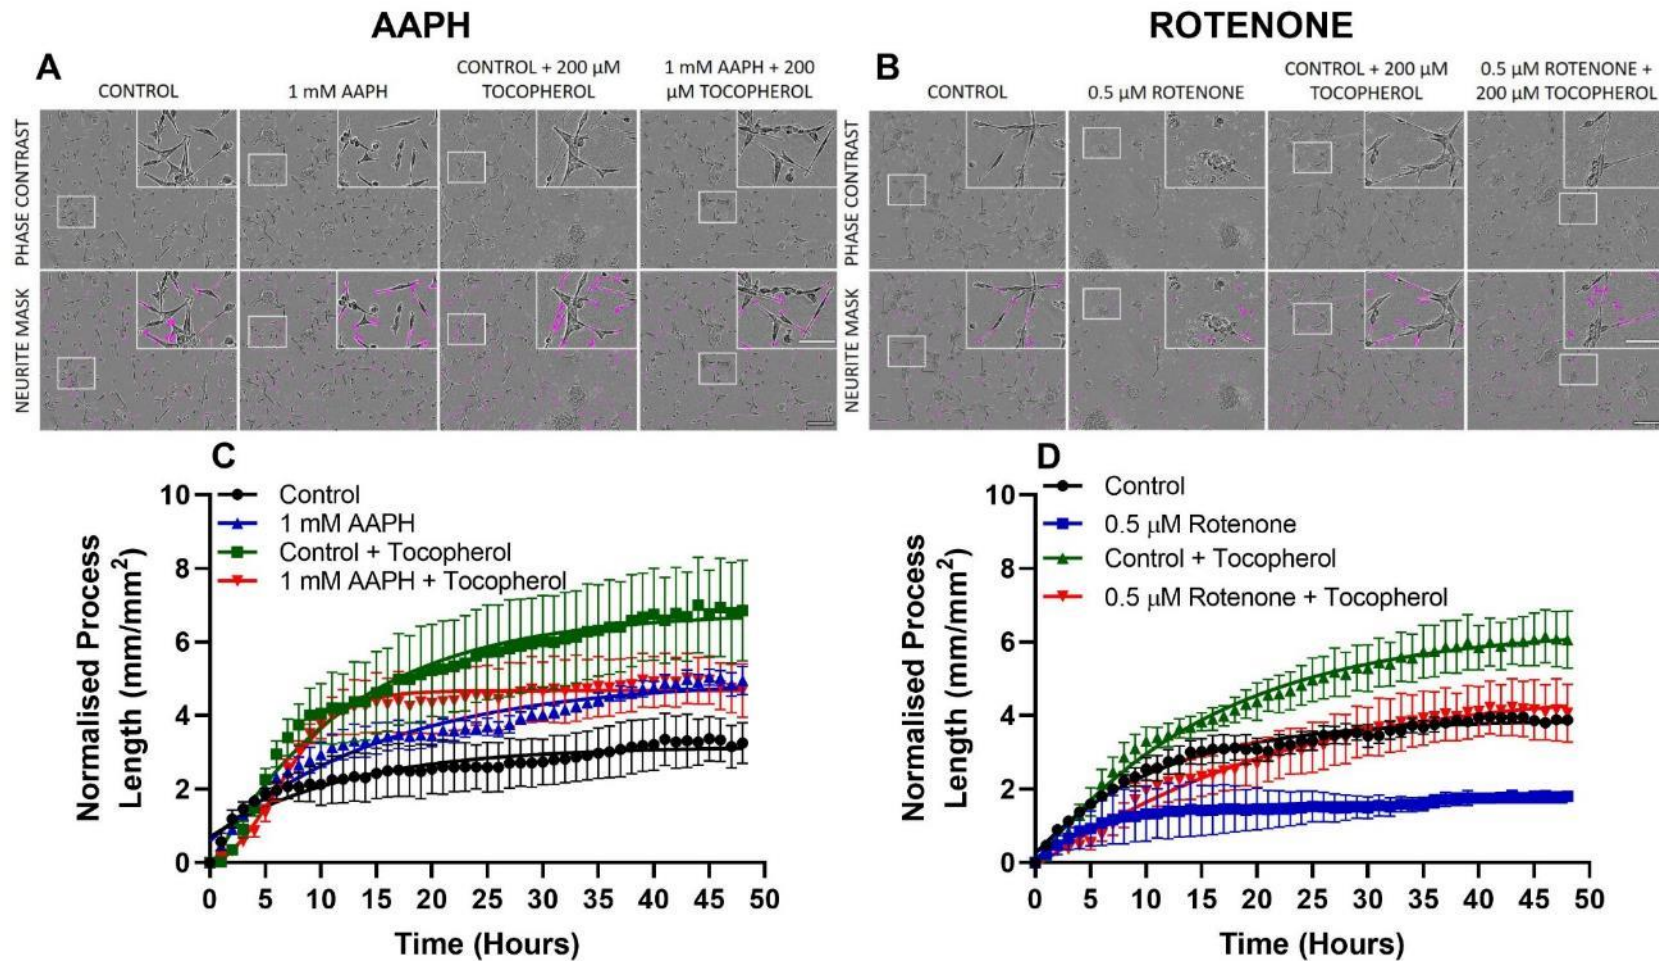 AAPH
ROTENONE
A
CONTROL
1 mM AAPH
CONTROL + 200 µM
TOCOPHEROL
1 mM AAPH + 200
µM TOCOPHEROL
B
CONTROL
0.5 µM ROTENONE
CONTROL + 200 µM
TOCOPHEROL
0.5 µM ROTENONE +
200 µM TOCOPHEROL
PHASE CONTRAST
NEURITE MASK
PHASE CONTRAST
NEURITE MASK
C
Control
1 mM AAPH
Control + Tocopherol
1 mM AAPH + Tocopherol
Normalised Process
Length (mm/mm²)
10
8
6
4
2
0
0 5 10 15 20 25 30 35 40 45 50
Time (Hours)
D
Control
0.5 µM Rotenone
Control + Tocopherol
0.5 µM Rotenone + Tocopherol
Normalised Process
Length (mm/mm²)
10
8
6
4
2
0
0 5 10 15 20 25 30 35 40 45 50
Time (Hours)